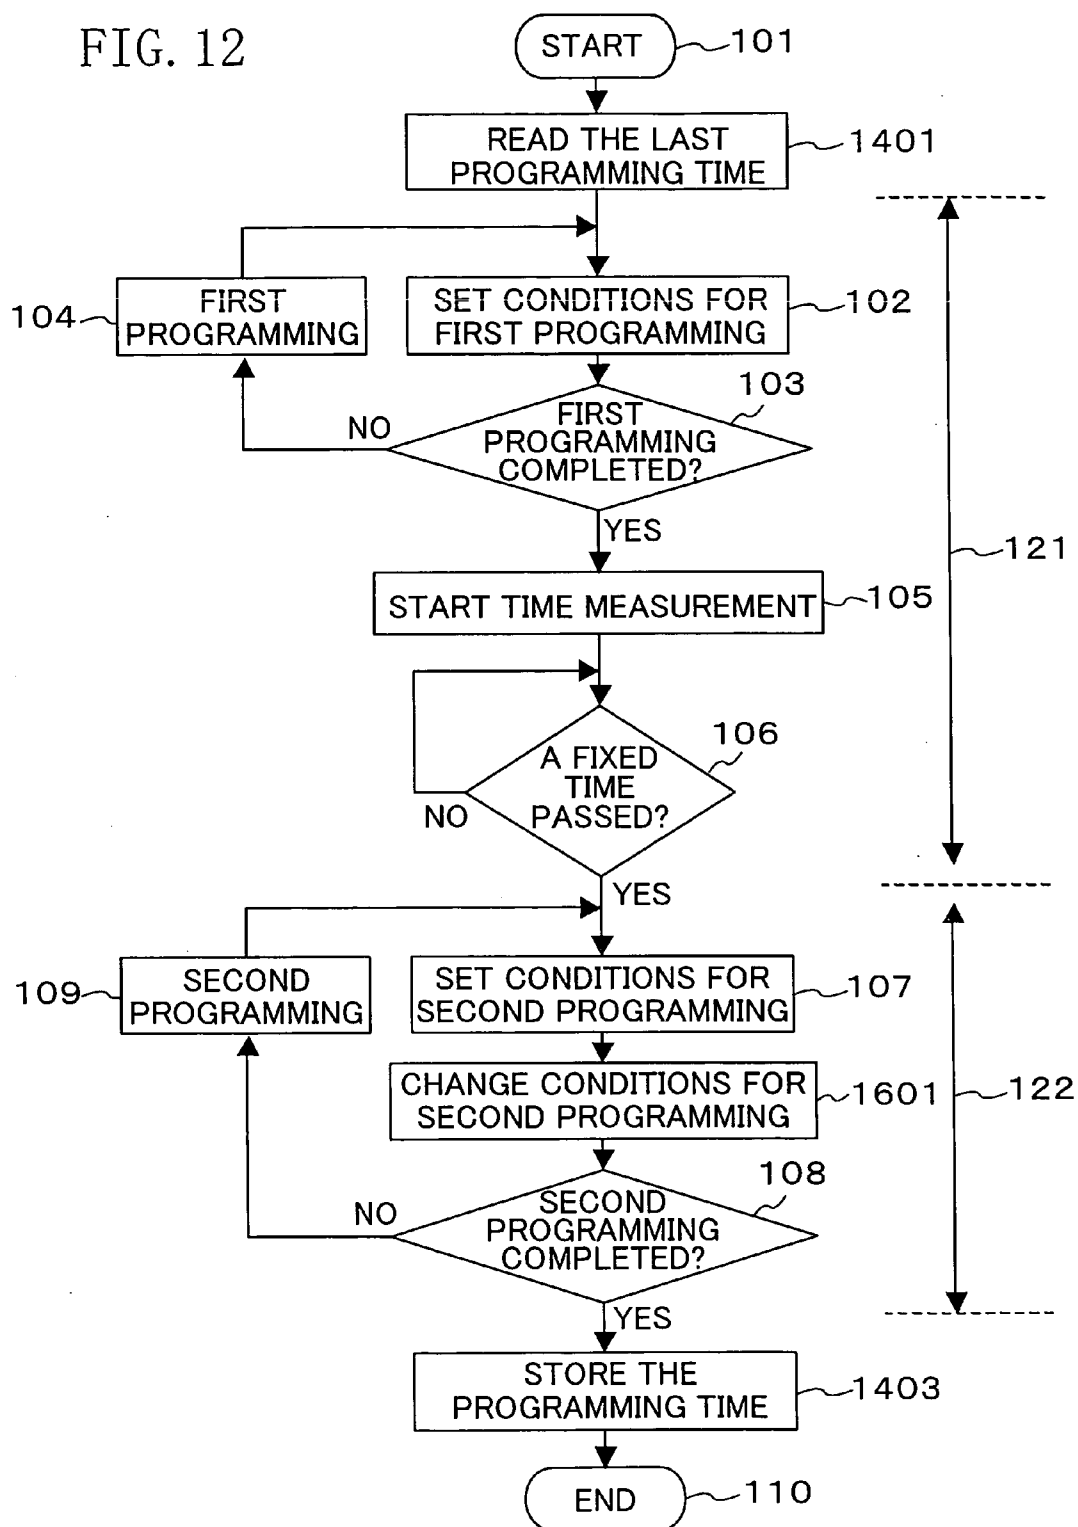 FIG. 12
START
101
READ THE LAST
PROGRAMMING TIME
1401
FIRST
PROGRAMMING
104
SET CONDITIONS FOR
FIRST PROGRAMMING
102
103
FIRST
PROGRAMMING
COMPLETED?
NO
YES
121
START TIME MEASUREMENT
105
106
A FIXED
TIME
PASSED?
NO
YES
SECOND
PROGRAMMING
109
SET CONDITIONS FOR
SECOND PROGRAMMING
107
CHANGE CONDITIONS FOR
SECOND PROGRAMMING
1601
122
108
SECOND
PROGRAMMING
COMPLETED?
NO
YES
STORE THE
PROGRAMMING TIME
1403
END
110